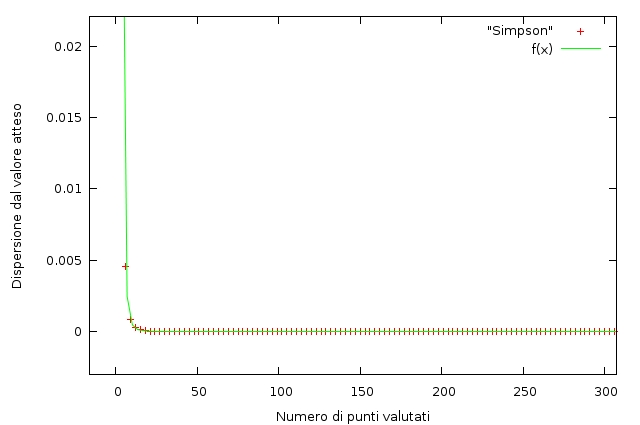 "Simpson"
f(x)
0.02
0.015
0.01
0.005
0
0 50 100 150 200 250 300
Dispersione dal valore atteso
Numero di punti valutati